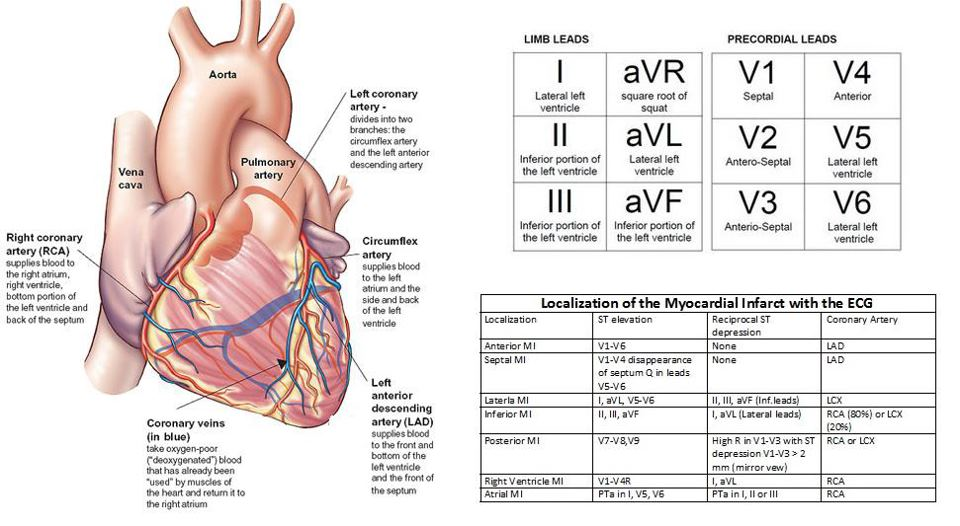 Aorta
Left coronary
artery -
divides into two
branches: the
circumflex artery
and the left anterior
descending artery
Pulmonary
artery
Vena
cava
Right coronary
artery (RCA)
supplies blood to
the right atrium,
right ventricle,
bottom portion of
the left ventricle and
back of the septum
Circumflex
artery
supplies blood
to the left
atrium and the
side and back
of the left
ventricle
Left
anterior
descending
artery (LAD)
supplies blood
to the front and
bottom of the
left ventricle
and the front of
the septum
Coronary veins
(in blue)
take oxygen-poor
("deoxygenated") blood
that has already been
"used" by muscles of
the heart and return it to
the right atrium
LIMB LEADS
I
Lateral left
ventricle
aVR
square root of
squat
II
Inferior portion of
the left ventricle
aVL
Lateral left
ventricle
III
Inferior portion of
the left ventricle
aVF
Inferior portion of
the left ventricle
PRECORDIAL LEADS
V1
Septal
V4
Anterior
V2
Antero-Septal
V5
Lateral left
ventricle
V3
Anterio-Septal
V6
Lateral left
ventricle
Localization of the Myocardial Infarct with the ECG
Localization ST elevation Reciprocal ST Coronary Artery
depression
Anterior MI V1-V6 None LAD
Septal MI V1-V4 disappearance None LAD
of septum Q in leads
V5-V6
Laterla MI I, aVL, V5-V6 II, III, aVF (Inf.leads) LCX
Inferior MI II, III, aVF I, aVL (Lateral leads) RCA (80%) or LCX
(20%)
Posterior MI V7-V8,V9 High R in V1-V3 with ST RCA or LCX
depression V1-V3 > 2
mm (mirror vew)
Right Ventricle MI V1-V4R I, aVL RCA
Atrial MI PTa in I, V5, V6 PTa in I, II or III RCA